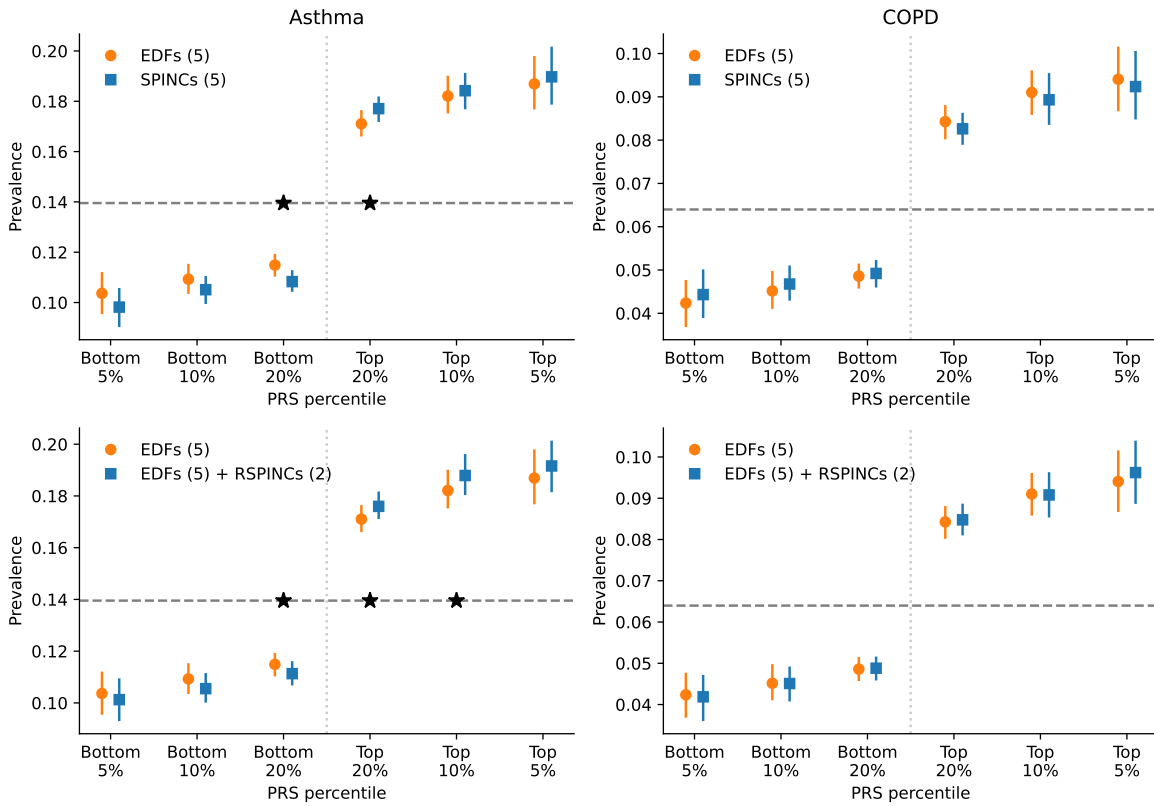 Asthma
EDFs (5)
SPINCs (5)
Prevalence
0.20
0.18
0.16
0.14
0.12
0.10
Bottom 5%
Bottom 10%
Bottom 20%
Top 20%
Top 10%
Top 5%
PRS percentile
COPD
EDFs (5)
SPINCs (5)
Prevalence
0.10
0.09
0.08
0.07
0.06
0.05
0.04
Bottom 5%
Bottom 10%
Bottom 20%
Top 20%
Top 10%
Top 5%
PRS percentile
EDFs (5)
EDFs (5) + RSPINCs (2)
Prevalence
0.20
0.18
0.16
0.14
0.12
0.10
Bottom 5%
Bottom 10%
Bottom 20%
Top 20%
Top 10%
Top 5%
PRS percentile
EDFs (5)
EDFs (5) + RSPINCs (2)
Prevalence
0.10
0.09
0.08
0.07
0.06
0.05
0.04
Bottom 5%
Bottom 10%
Bottom 20%
Top 20%
Top 10%
Top 5%
PRS percentile